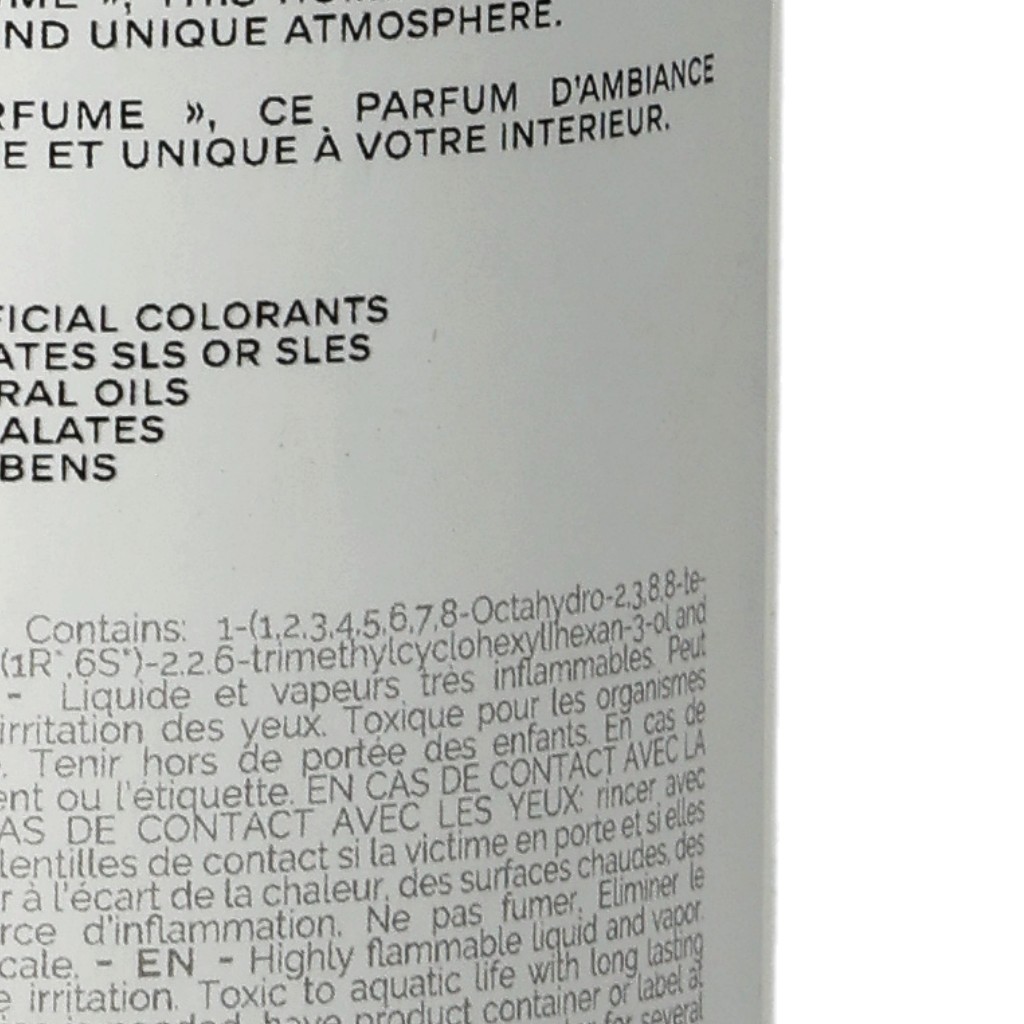 ND UNIQUE ATMOSPHERE.
RFUME », CE PARFUM D'AMBIANCE
E ET UNIQUE À VOTRE INTERIEUR.
FICIAL COLORANTS
ATES SLS OR SLES
RAL OILS
ALATES
BENS
Contains: 1-(1,2,3,4,5,6,7,8-Octahydro-2,3,8,8-te-
(1R*,6S*)-2.2.6-trimethylcyclohexyl)hexan-3-ol and
- Liquide et vapeurs très inflammables. Peut
irritation des yeux. Toxique pour les organismes
. Tenir hors de portée des enfants. En cas de
ent ou l'étiquette. EN CAS DE CONTACT AVEC LA
AS DE CONTACT AVEC LES YEUX: rincer avec
lentilles de contact si la victime en porte et si elles
r à l'écart de la chaleur, des surfaces chaudes, des
rce d'inflammation. Ne pas fumer. Eliminer le
cale. - EN - Highly flammable liquid and vapor.
e irritation. Toxic to aquatic life with long lasting
needed, have product container or label at
for several